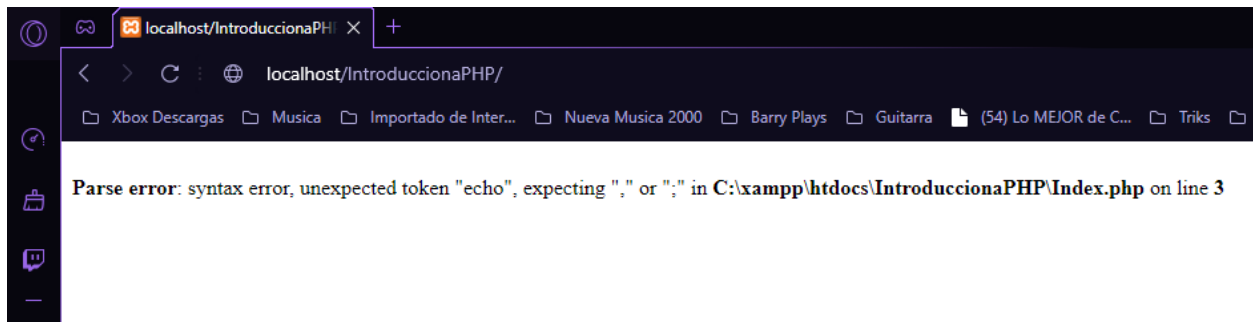 localhost/IntroduccionaPH
localhost/IntroduccionaPHP/
Xbox Descargas Musica Importado de Inter... Nueva Musica 2000 Barry Plays Guitarra (54) Lo MEJOR de C... Triks
Parse error: syntax error, unexpected token "echo", expecting "," or ";" in C:\xampp\htdocs\IntroduccionaPHP\Index.php on line 3